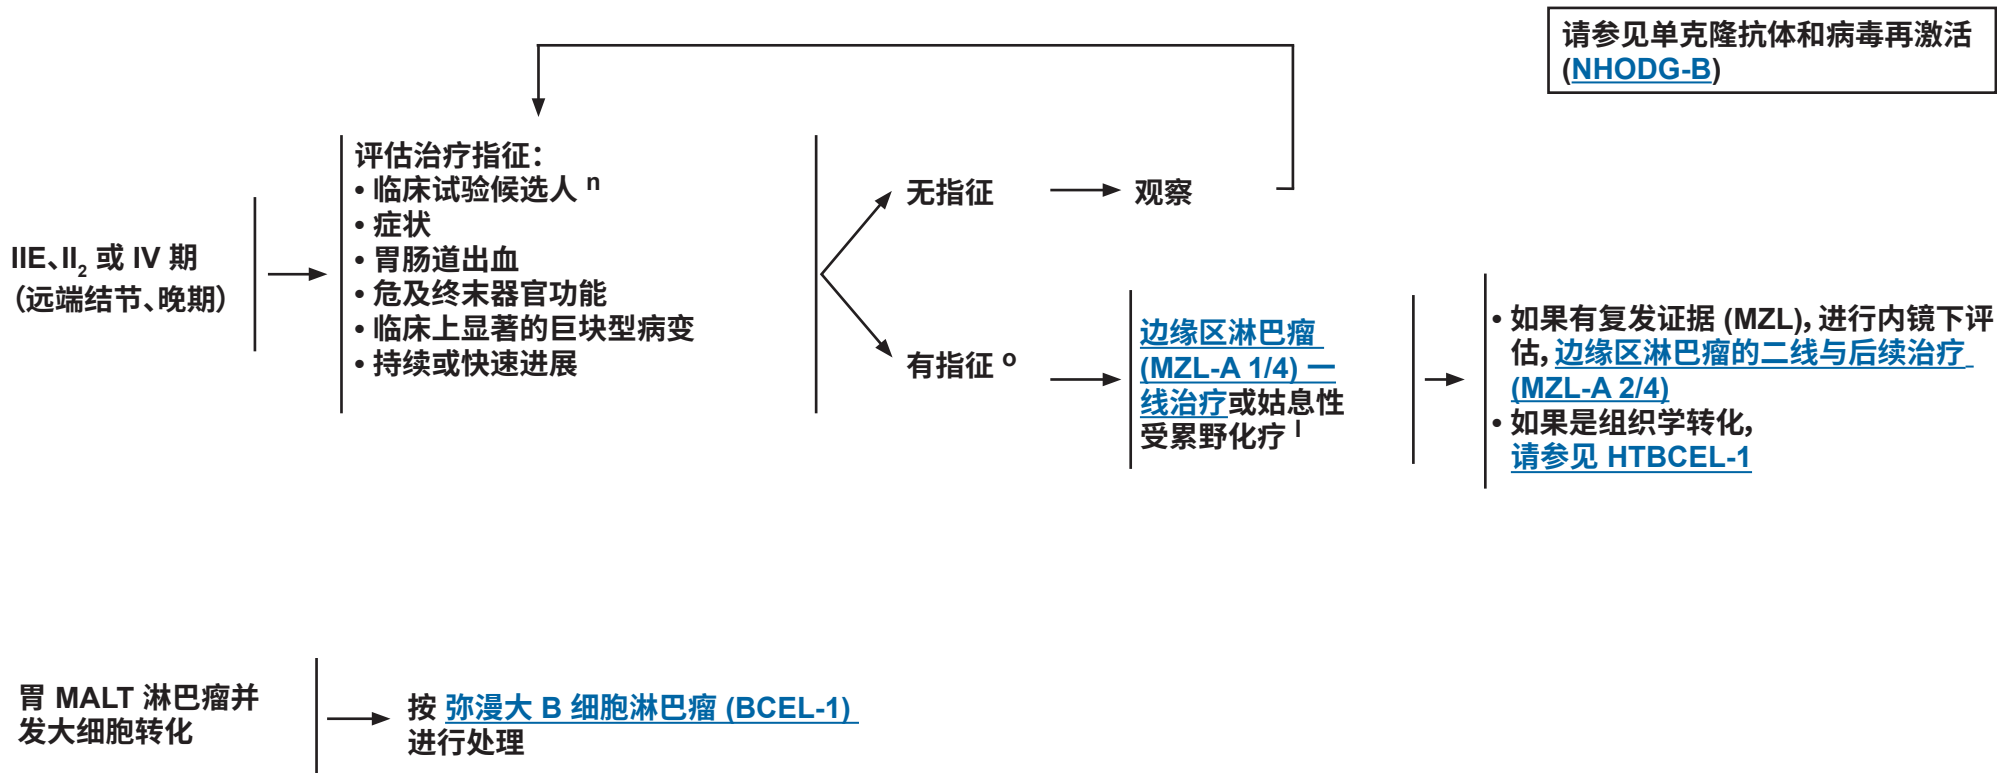 请参见单克隆抗体和病毒再激活
(NHODG-B)
IIE、II2 或 IV 期
（远端结节、晚期）
评估治疗指征：
• 临床试验候选人 n
• 症状
• 胃肠道出血
• 危及终末器官功能
• 临床上显著的巨块型病变
• 持续或快速进展
无指征
观察
有指征 o
边缘区淋巴瘤
(MZL-A 1/4) 一
线治疗或姑息性
受累野化疗 l
• 如果有复发证据 (MZL)，进行内镜下评
估，边缘区淋巴瘤的二线与后续治疗
(MZL-A 2/4)
• 如果是组织学转化，
请参见 HTBCEL-1
胃 MALT 淋巴瘤并
发大细胞转化
按 弥漫大 B 细胞淋巴瘤 (BCEL-1)
进行处理